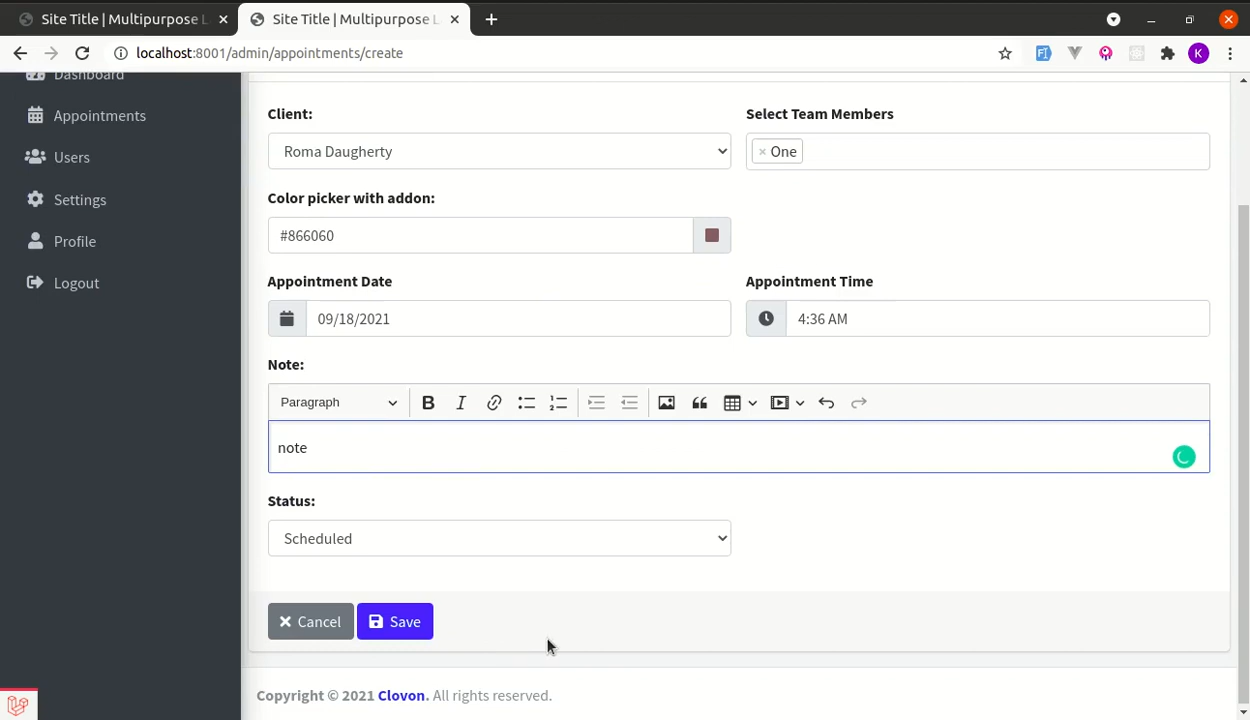 Site Title | Multipurpose L
Site Title | Multipurpose L
localhost:8001/admin/appointments/create
K
Dashboard
Appointments
Users
Settings
Profile
Logout
Client:
Select Team Members
Roma Daugherty
× One
Color picker with addon:
#866060
Appointment Date
Appointment Time
09/18/2021
4:36 AM
Note:
Paragraph
note
Status:
Scheduled
Cancel
Save
Copyright © 2021 Clovon. All rights reserved.